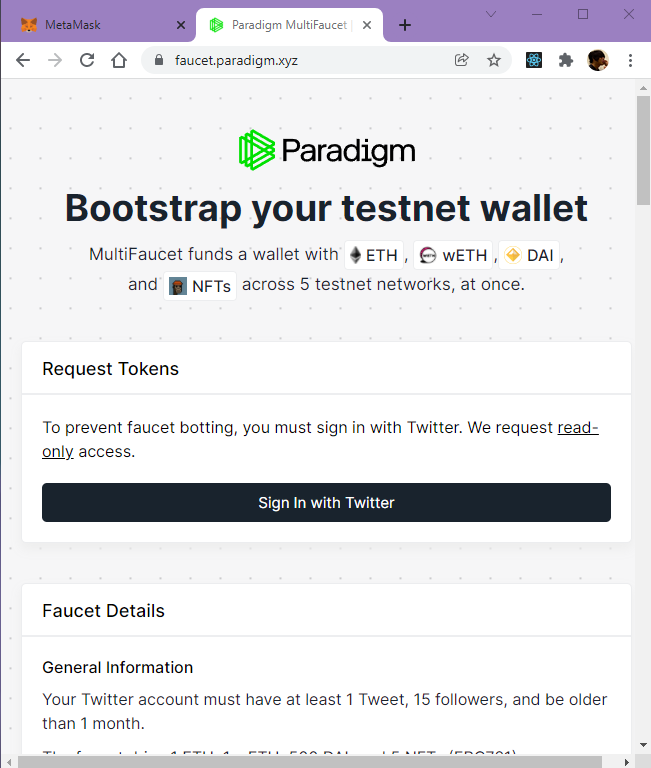 MetaMask
Paradigm MultiFaucet |
faucet.paradigm.xyz
Paradigm
Bootstrap your testnet wallet
MultiFaucet funds a wallet with ETH, wETH, DAI,
and NFTs across 5 testnet networks, at once.
Request Tokens
To prevent faucet botting, you must sign in with Twitter. We request read-
only access.
Sign In with Twitter
Faucet Details
General Information
Your Twitter account must have at least 1 Tweet, 15 followers, and be older
than 1 month.